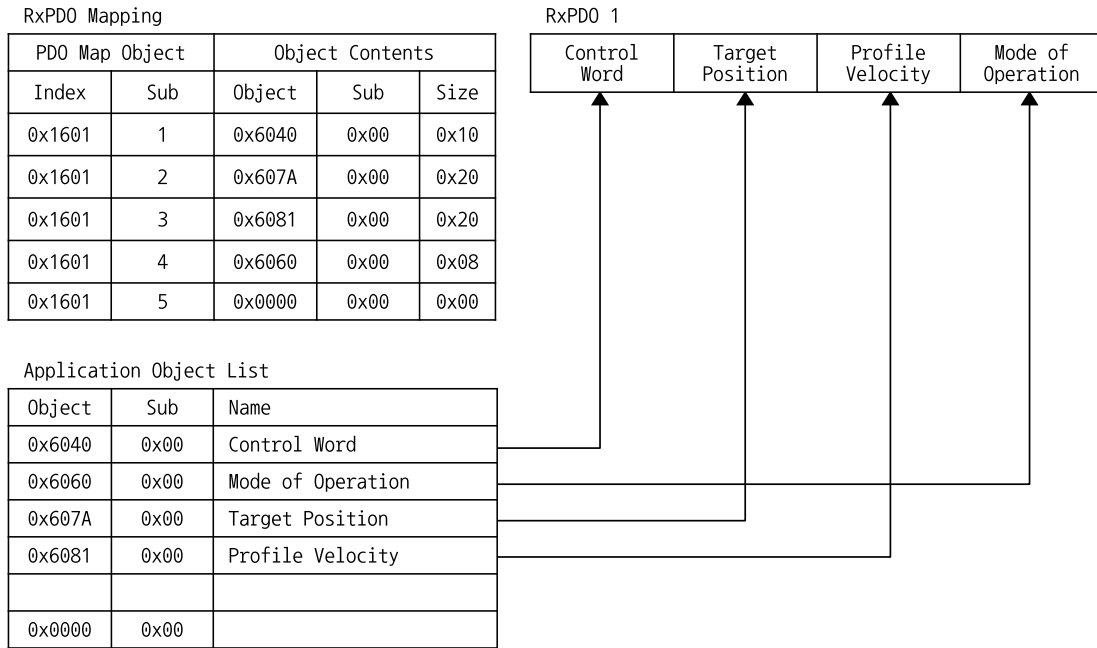 RxPDO Mapping
PDO Map Object Object Contents
Index Sub Object Sub Size
0x1601 1 0x6040 0x00 0x10
0x1601 2 0x607A 0x00 0x20
0x1601 3 0x6081 0x00 0x20
0x1601 4 0x6060 0x00 0x08
0x1601 5 0x0000 0x00 0x00
RxPDO 1
Control Word
Target Position
Profile Velocity
Mode of Operation
Application Object List
Object Sub Name
0x6040 0x00 Control Word
0x6060 0x00 Mode of Operation
0x607A 0x00 Target Position
0x6081 0x00 Profile Velocity
0x0000 0x00